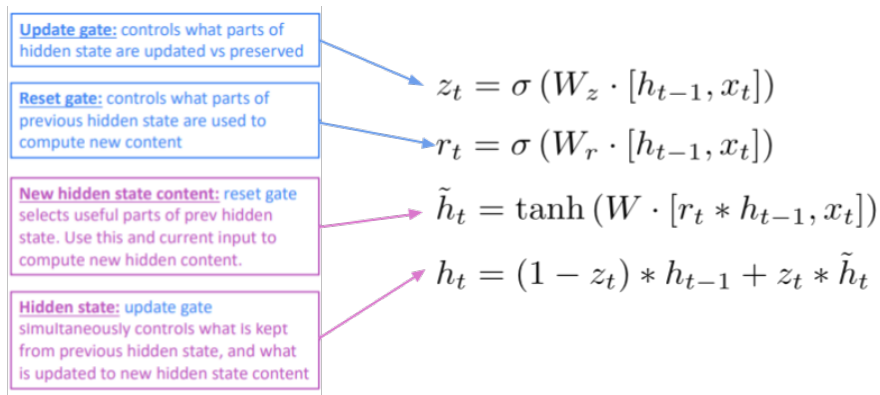 Update gate: controls what parts of
hidden state are updated vs preserved
Reset gate: controls what parts of
previous hidden state are used to
compute new content
New hidden state content: reset gate
selects useful parts of prev hidden
state. Use this and current input to
compute new hidden content.
Hidden state: update gate
simultaneously controls what is kept
from previous hidden state, and what
is updated to new hidden state content
z_t = σ (W_z · [h_{t−1}, x_t])
r_t = σ (W_r · [h_{t−1}, x_t])
h̃_t = tanh (W · [r_t ∗ h_{t−1}, x_t])
h_t = (1 − z_t) ∗ h_{t−1} + z_t ∗ h̃_t